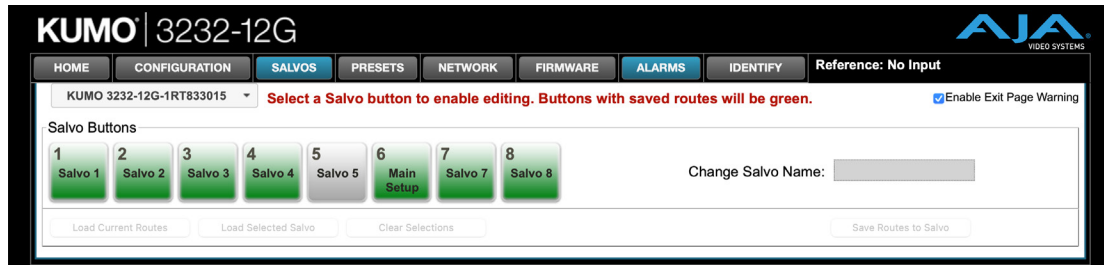 KUMO 3232-12G
AJA
VIDEO SYSTEMS
HOME CONFIGURATION SALVOS PRESETS NETWORK FIRMWARE ALARMS IDENTIFY Reference: No Input
KUMO 3232-12G-1RT833015 Select a Salvo button to enable editing. Buttons with saved routes will be green. Enable Exit Page Warning
Salvo Buttons
1 2 3 4 5 6 7 8
Salvo 1 Salvo 2 Salvo 3 Salvo 4 Salvo 5 Main Setup Salvo 7 Salvo 8
Change Salvo Name:
Load Current Routes Load Selected Salvo Clear Selections Save Routes to Salvo